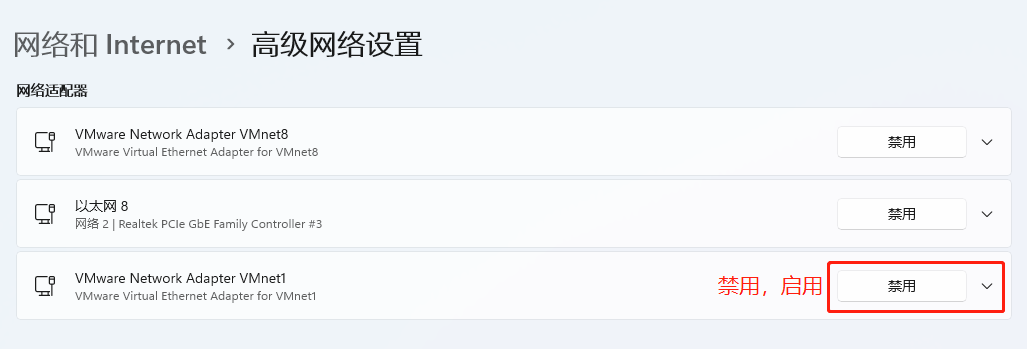 网络和 Internet › 高级网络设置
网络适配器
VMware Network Adapter VMnet8
VMware Virtual Ethernet Adapter for VMnet8
禁用
以太网 8
网络 2 | Realtek PCIe GbE Family Controller #3
禁用
VMware Network Adapter VMnet1
VMware Virtual Ethernet Adapter for VMnet1
禁用，启用
禁用